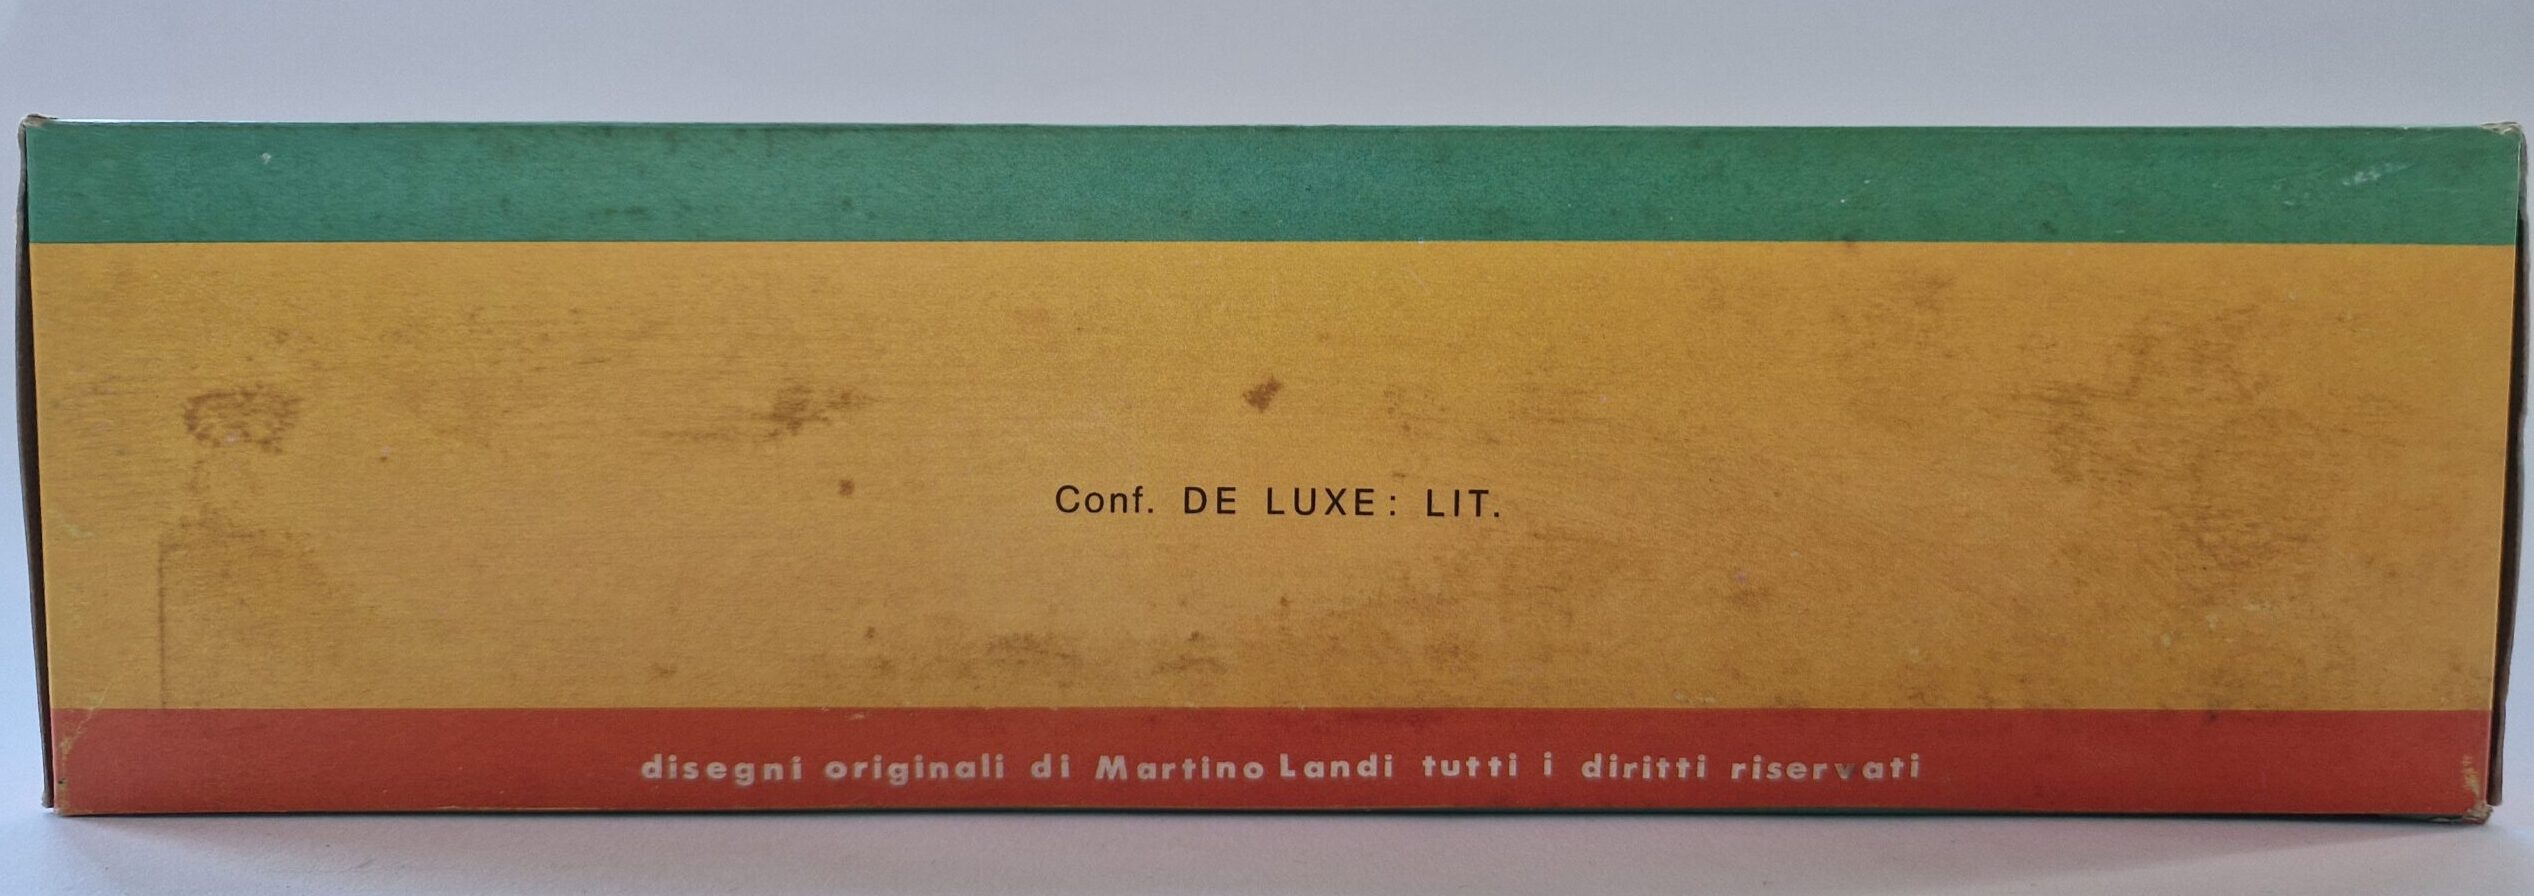 Conf. DE LUXE: LIT.
disegni originali di Martino Landi tutti i diritti riservati